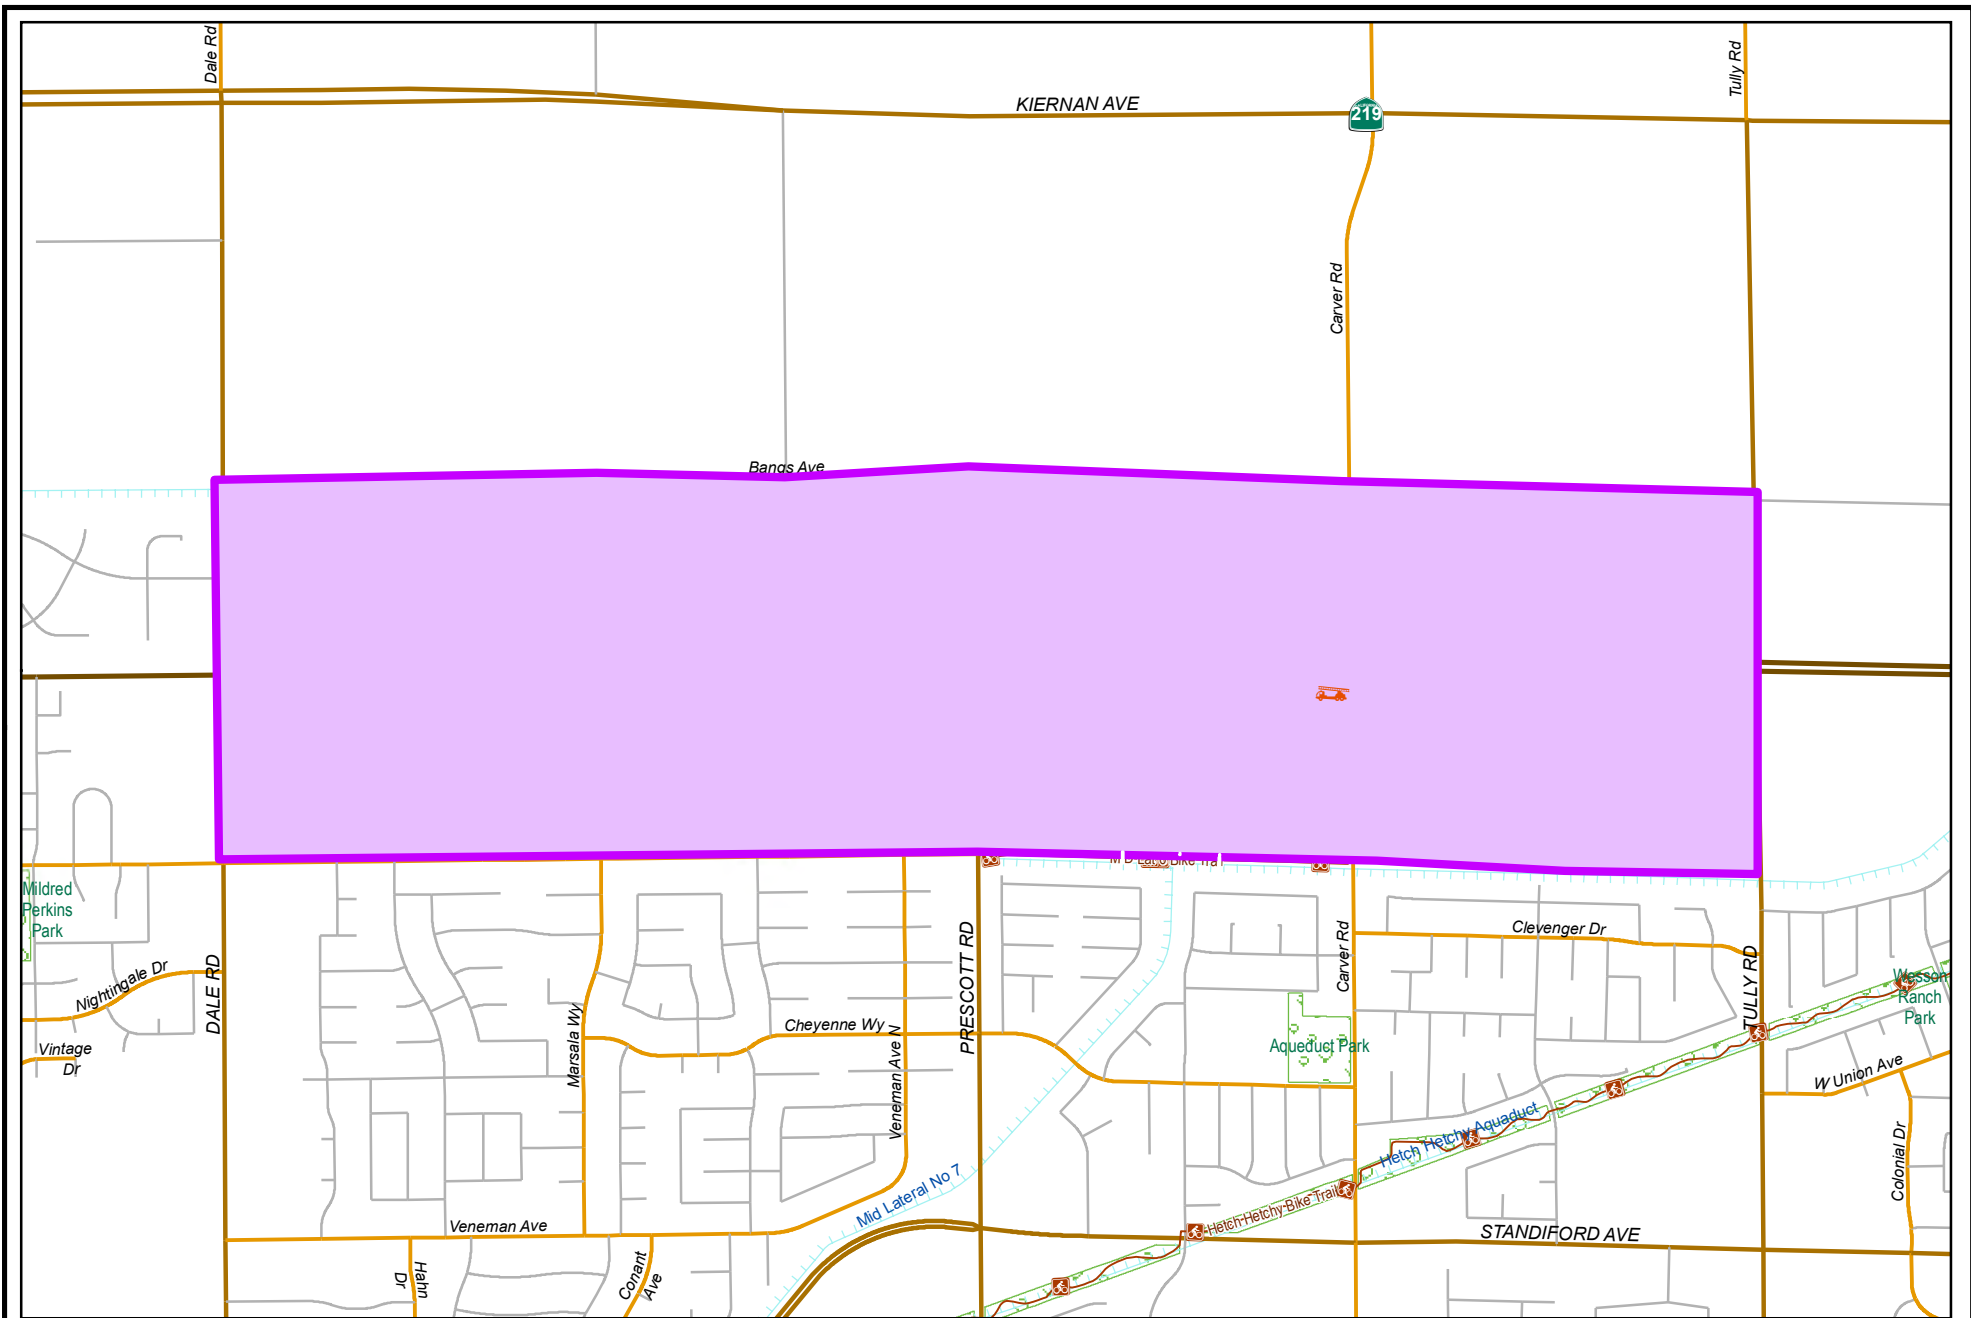 Dale Rd
Tully Rd
KIERNAN AVE
219
Carver Rd
Bangs Ave
Bike Trail
Mildred
Perkins
Park
Nightingale Dr
Vintage
Dr
DALE RD
Marsala Wy
Cheyenne Wy
Veneman Ave N
PRESCOTT RD
Carver Rd
Clevenger Dr
TULLY RD
Wesson
Ranch
Park
Aqueduct Park
W Union Ave
Colonial Dr
Hetch Hetchy Aquaduct
Hetch-Hetchy-Bike Trail
Mid Lateral No 7
Veneman Ave
STANDIFORD AVE
Hahn
Dr
Conant
Ave